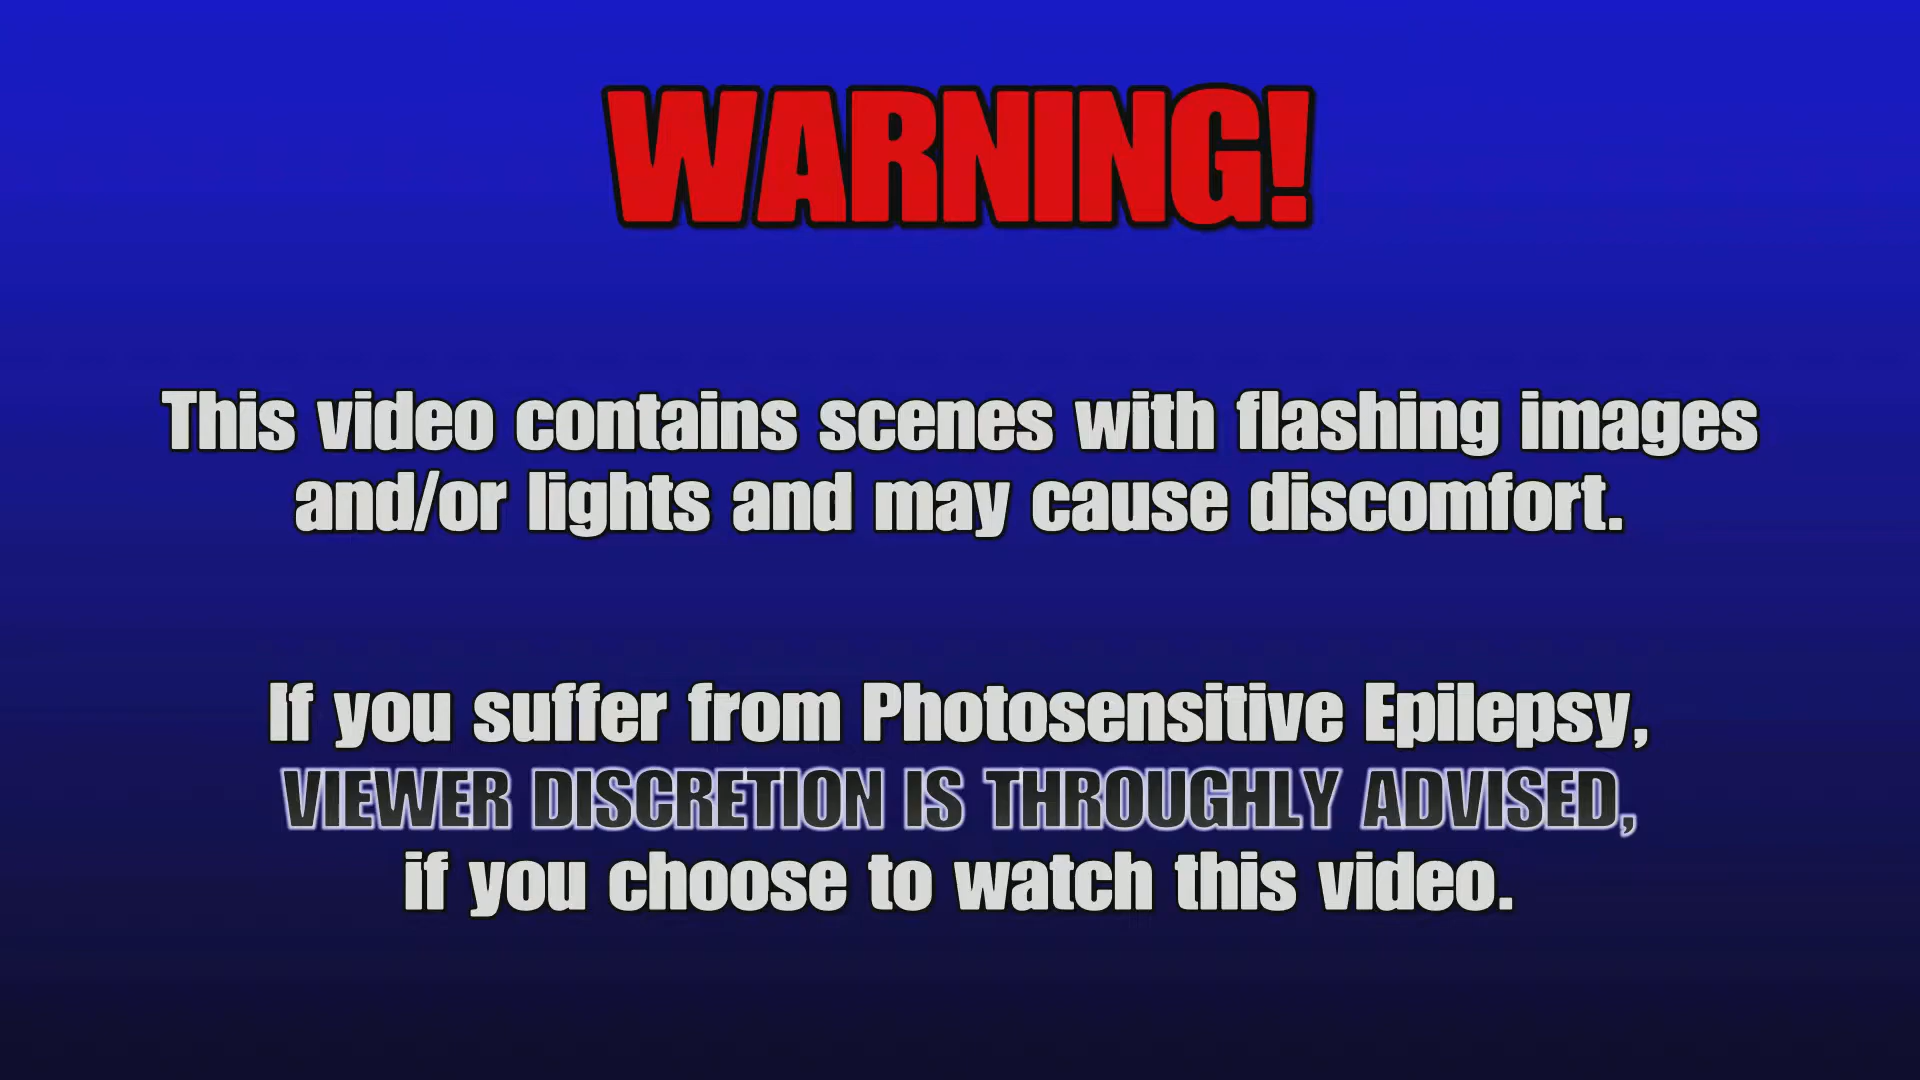 WARNING!
This video contains scenes with flashing images
and/or lights and may cause discomfort.
If you suffer from Photosensitive Epilepsy,
VIEWER DISCRETION IS THROUGHLY ADVISED,
if you choose to watch this video.